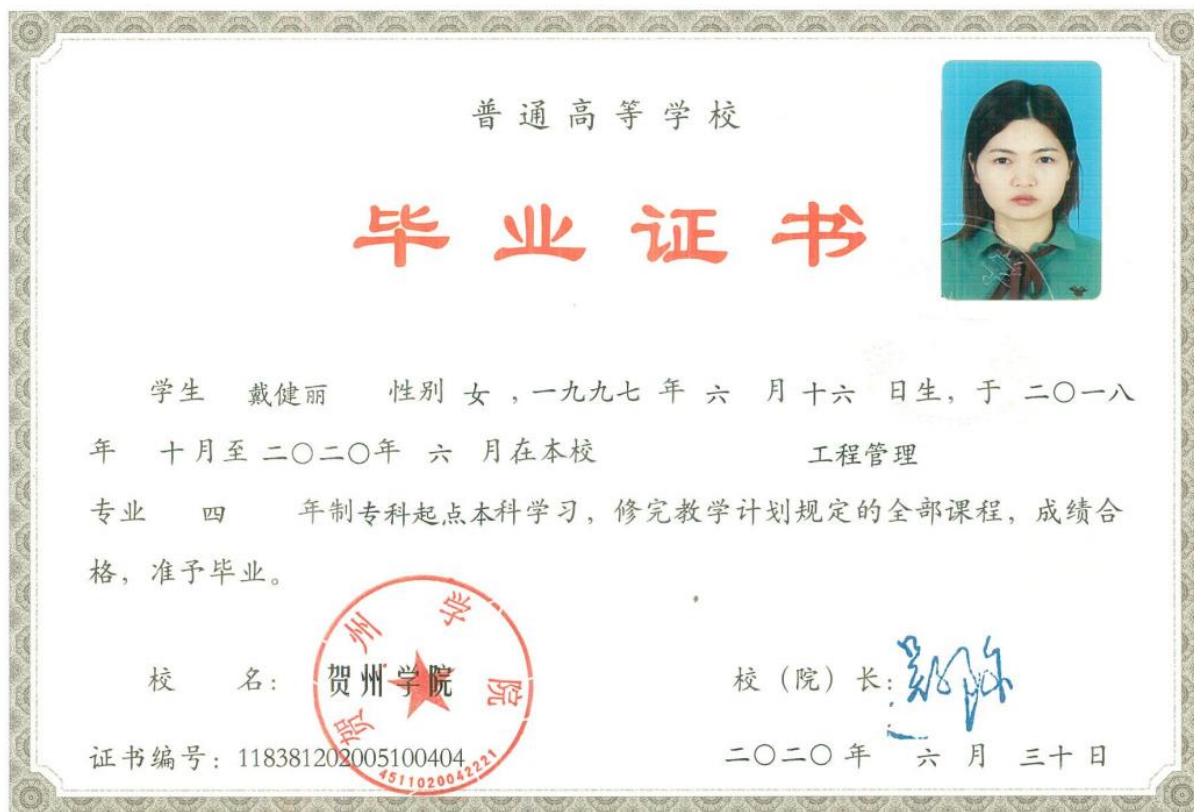 普通高等学校
毕业证书
学生 戴健丽 性别 女，一九九七 年 六 月 十六 日生，于 二〇一八
年 十月至 二〇二〇年 六 月在本校 工程管理
专业 四 年制专科起点本科学习，修完教学计划规定的全部课程，成绩合
格，准予毕业。
校 名： 贺州学院
贺州学院
4511020042221
校（院）长：
证书编号：118381202005100404
二〇二〇 年 六 月 三十 日